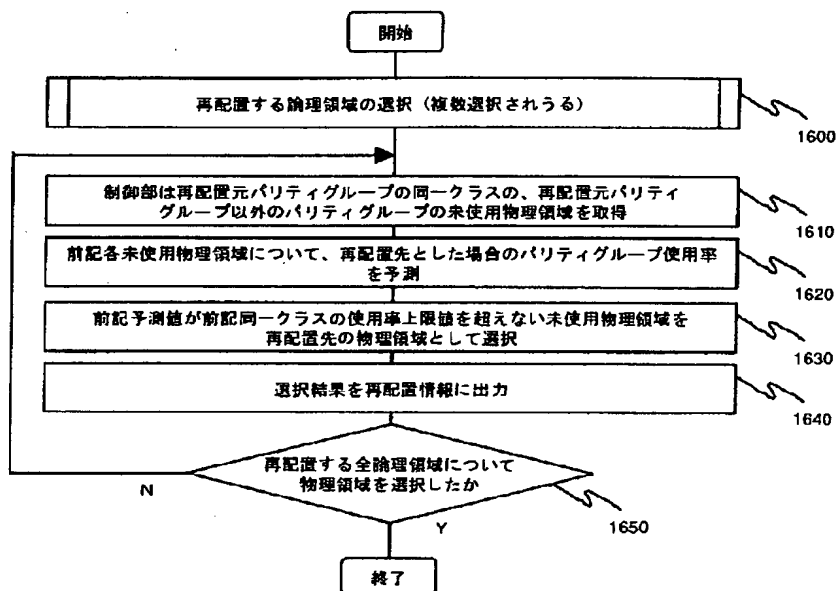 開始
再配置する論理領域の選択（複数選択されうる）
1600
制御部は再配置元パリティグループの同一クラスの、再配置元パリティ
グループ以外のパリティグループの未使用物理領域を取得
1610
前記各未使用物理領域について、再配置先とした場合のパリティグループ使用率
を予測
1620
前記予測値が前記同一クラスの使用率上限値を超えない未使用物理領域を
再配置先の物理領域として選択
1630
選択結果を再配置情報に出力
1640
再配置する全論理領域について
物理領域を選択したか
N
Y
1650
終了